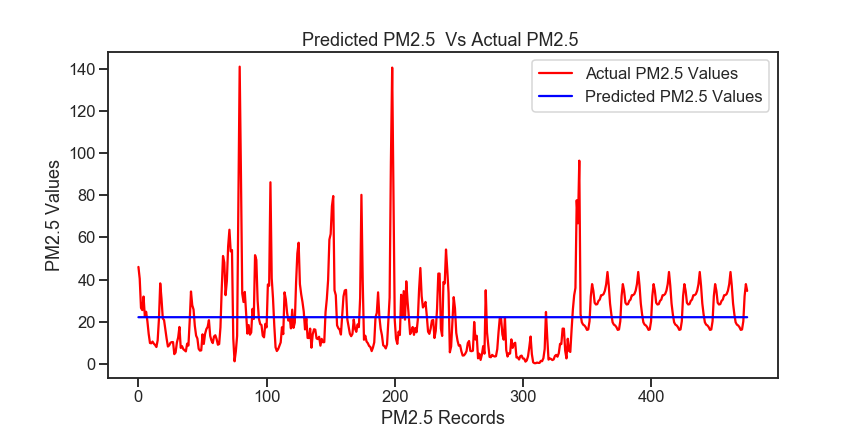 Predicted PM2.5  Vs Actual PM2.5
Actual PM2.5 Values
Predicted PM2.5 Values
PM2.5 Values
140
120
100
80
60
40
20
0
0
100
200
300
400
PM2.5 Records